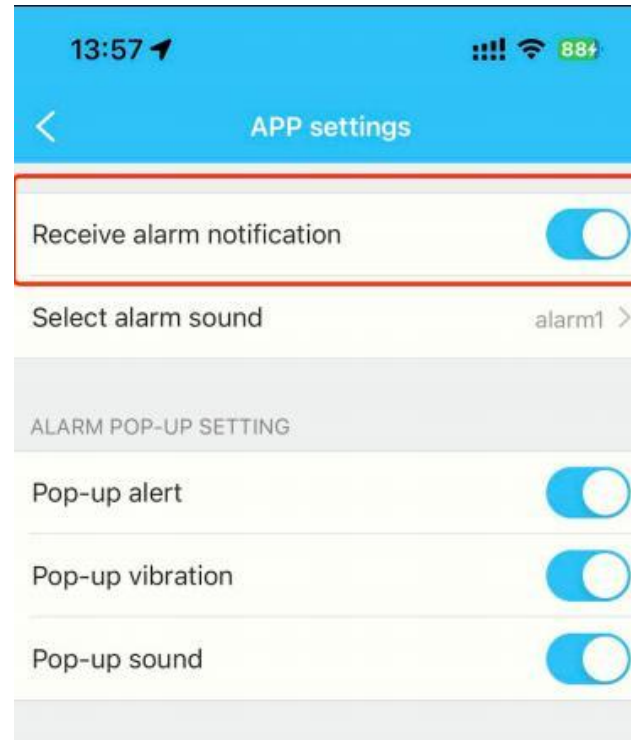 13:57
88
APP settings
Receive alarm notification
Select alarm sound
alarm1
ALARM POP-UP SETTING
Pop-up alert
Pop-up vibration
Pop-up sound